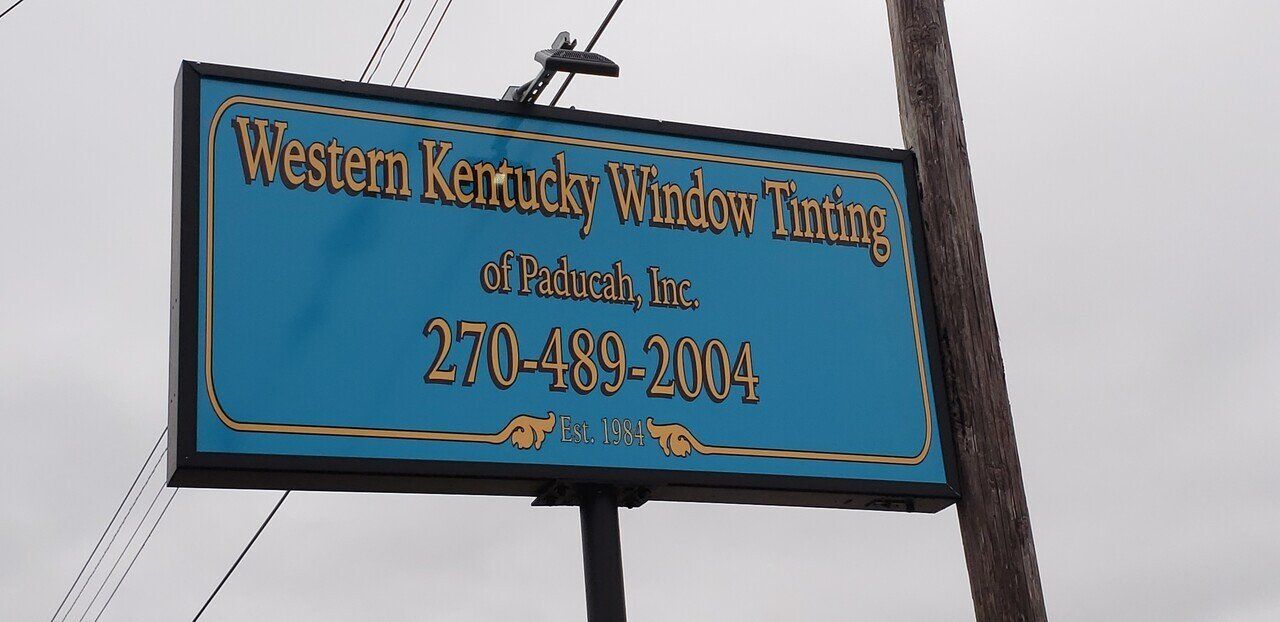 Western Kentucky Window Tinting
of Paducah, Inc.
270-489-2004
Est. 1984